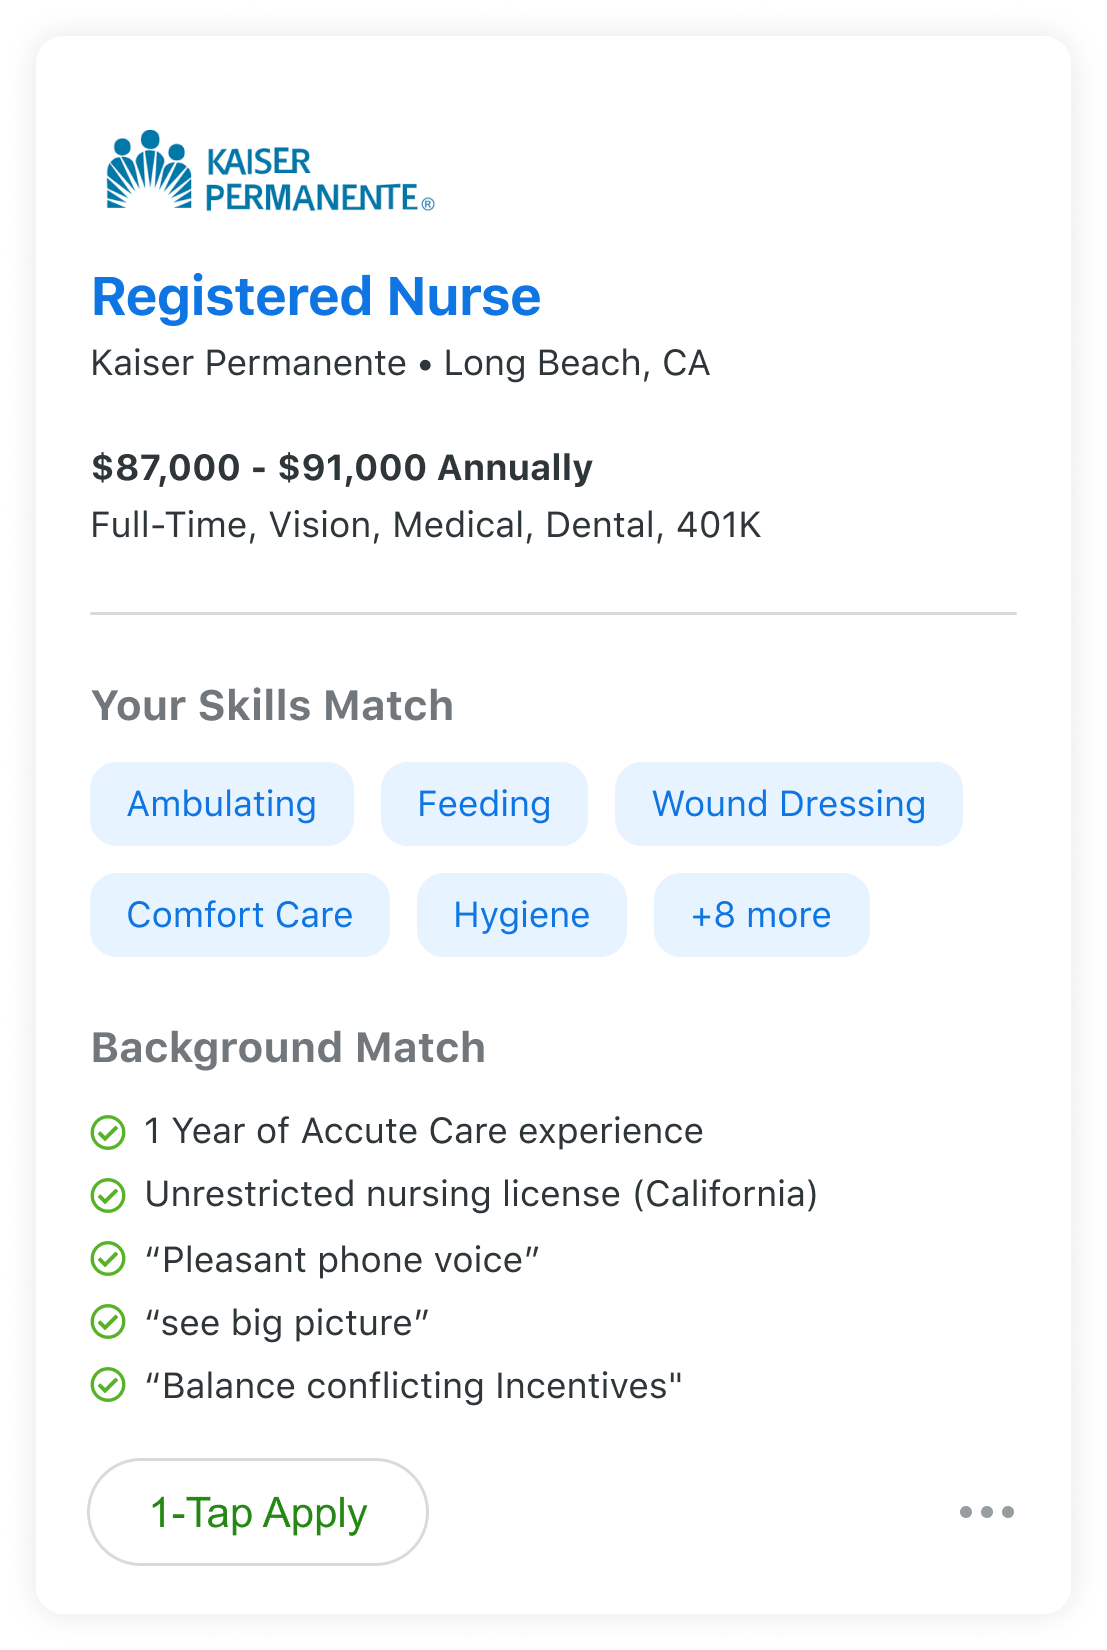 KAISER
PERMANENTE®
Registered Nurse
Kaiser Permanente • Long Beach, CA
$87,000 - $91,000 Annually
Full-Time, Vision, Medical, Dental, 401K
Your Skills Match
Ambulating Feeding Wound Dressing
Comfort Care Hygiene +8 more
Background Match
1 Year of Accute Care experience
Unrestricted nursing license (California)
“Pleasant phone voice”
“see big picture”
“Balance conflicting Incentives"
1-Tap Apply